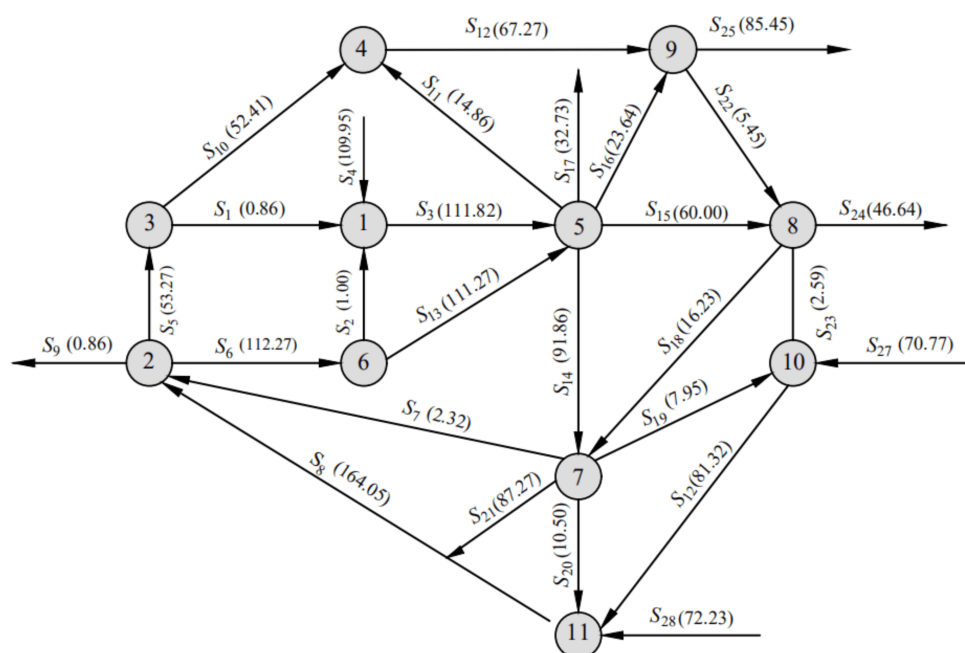 S12(67.27)
S25(85.45)
4
9
S10 (52.41)
S11 (14.86)
S4(109.95)
S17 (32.73)
S16(23.64)
S22(5.45)
3
S1 (0.86)
1
S3(111.82)
5
S15(60.00)
8
S24(46.64)
S5(53.27)
S2 (1.00)
S13(111.27)
S14 (91.86)
S18(16.23)
S23 (2.59)
S9 (0.86)
2
S6 (112.27)
6
10
S27 (70.77)
S7 (2.32)
S19(7.95)
S8 (164.05)
7
S21(87.27)
S20(10.50)
S12(81.32)
11
S28(72.23)